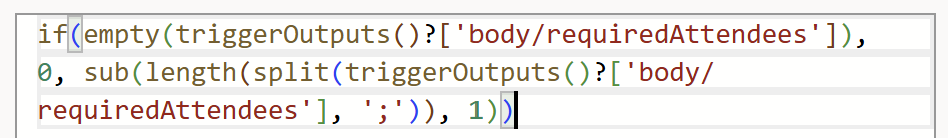 if(empty(triggerOutputs()?['body/requiredAttendees']),
0, sub(length(split(triggerOutputs()?['body/
requiredAttendees'], ';')), 1))